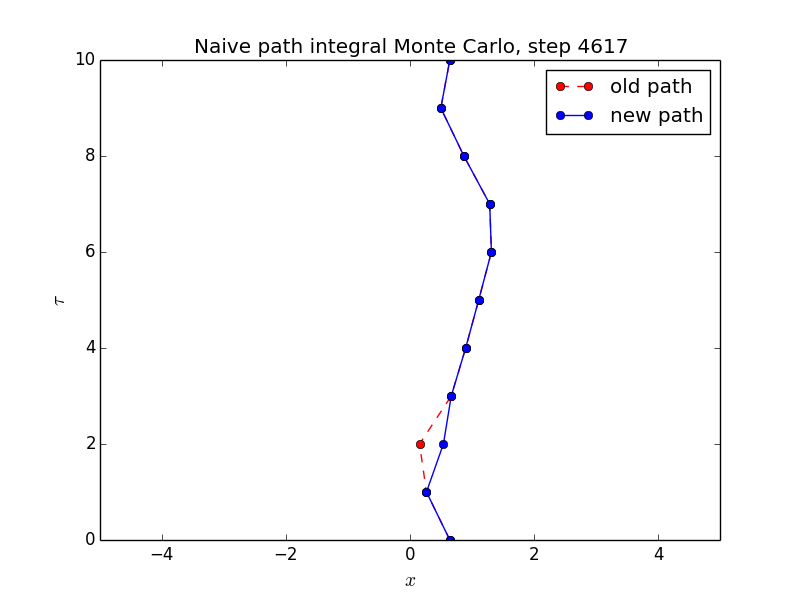 Naive path integral Monte Carlo, step 4617
old path
new path
10
8
6
4
2
0
τ
−4
−2
0
2
4
x